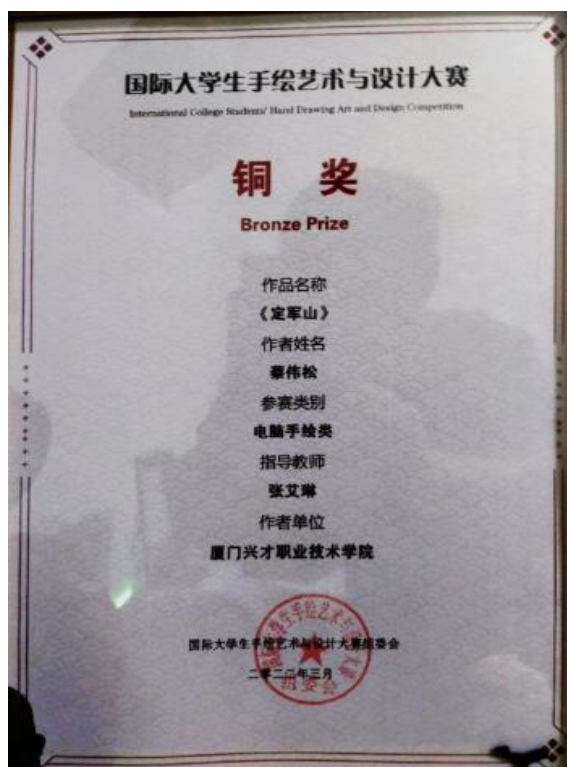 国际大学生手绘艺术与设计大赛
International College Students' Hand Drawing Art and Design Competition
铜 奖
Bronze Prize
作品名称
《定军山》
作者姓名
蔡伟松
参赛类别
电脑手绘类
指导教师
张艾琳
作者单位
厦门兴才职业技术学院
国际大学生手绘艺术与设计大赛组委会
二零二二年三月